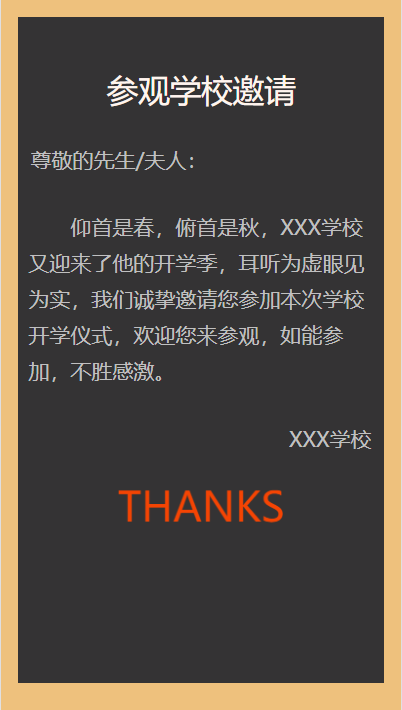 参观学校邀请
尊敬的先生/夫人：
仰首是春，俯首是秋，XXX学校
又迎来了他的开学季，耳听为虚眼见
为实，我们诚挚邀请您参加本次学校
开学仪式，欢迎您来参观，如能参
加，不胜感激。
XXX学校
THANKS